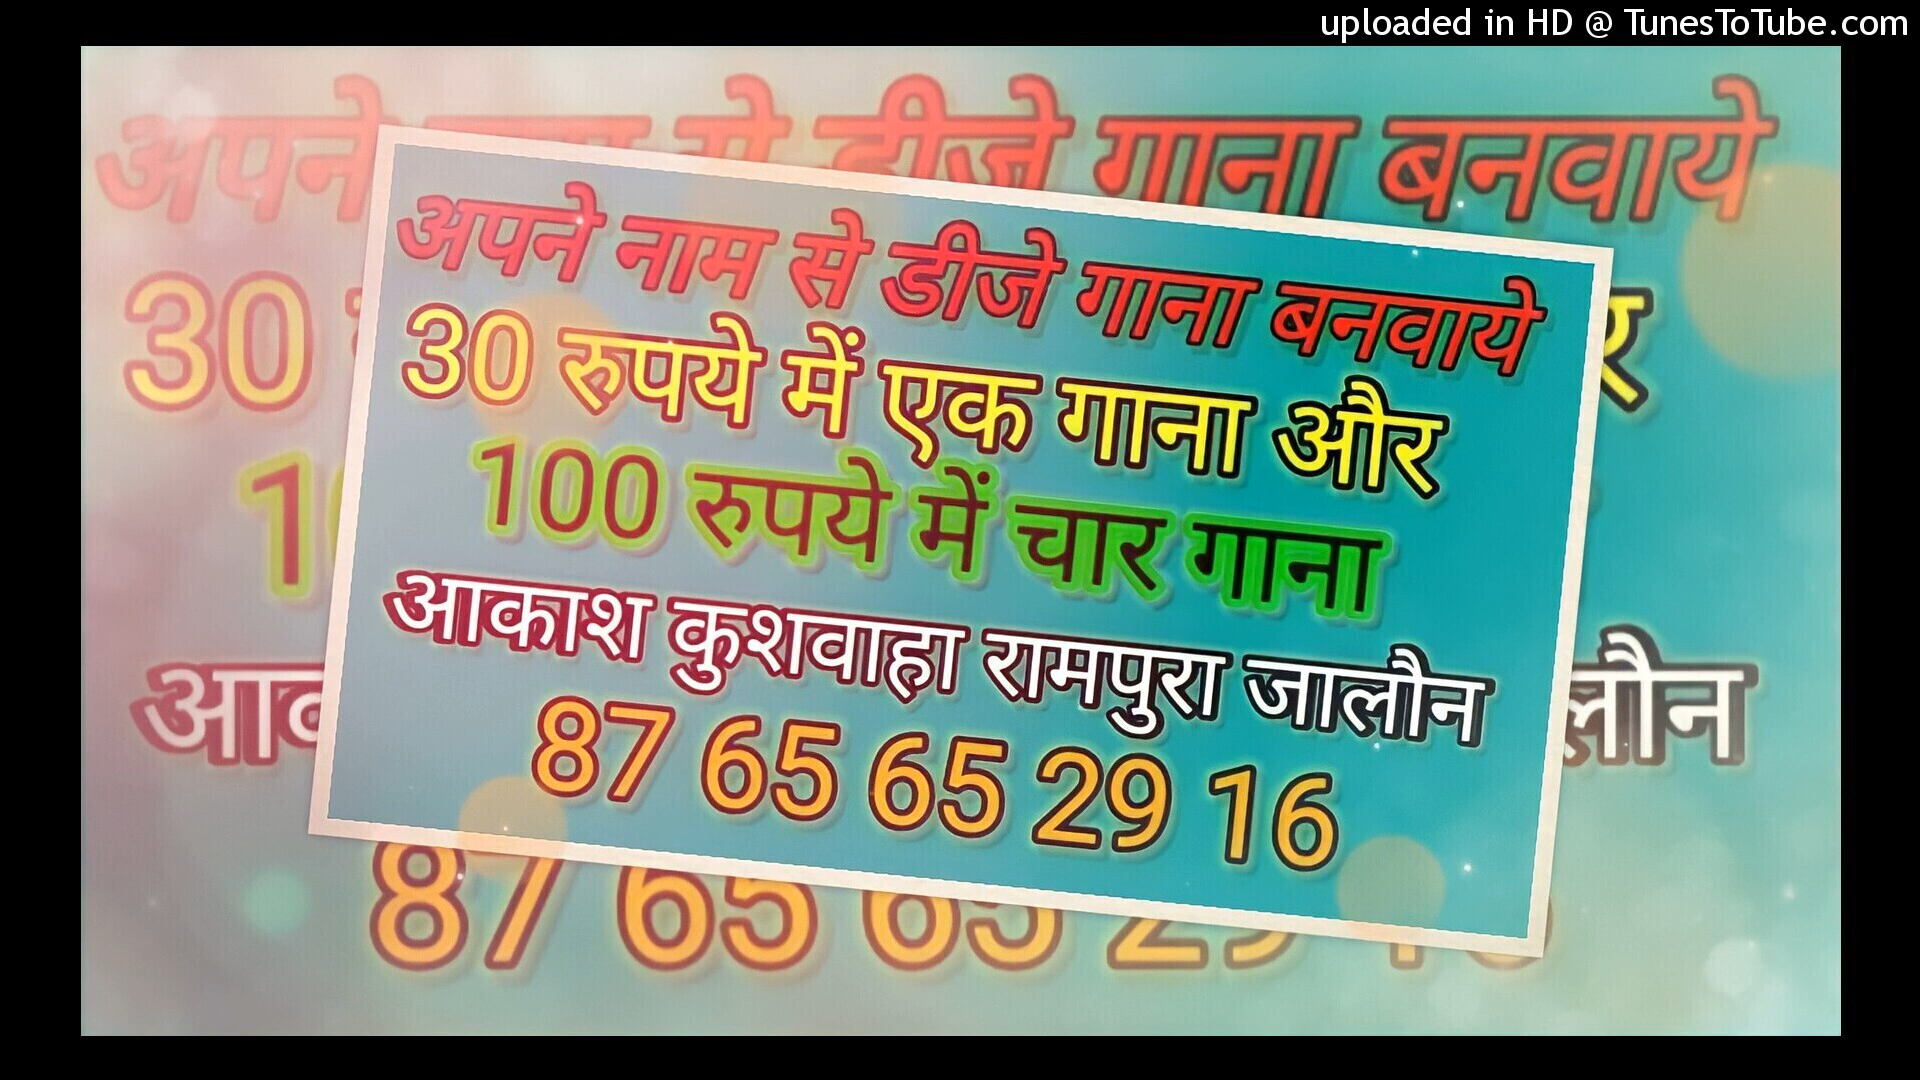 uploaded in HD @ TunesToTube.com
अपने नाम से डीजे गाना बनवाये
30 रुपये में एक गाना और
100 रुपये में चार गाना
आकाश कुशवाहा रामपुरा जालौन
87 65 65 29 16